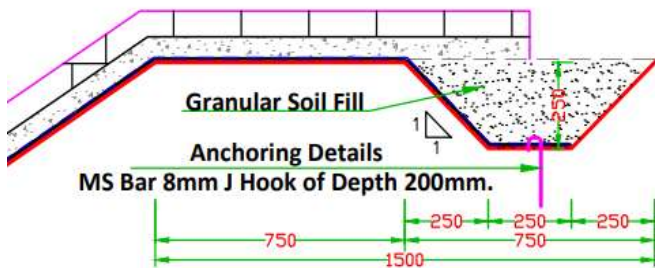 Granular Soil Fill
250
1
1
Anchoring Details
MS Bar 8mm J Hook of Depth 200mm.
250 250 250
750 750
1500